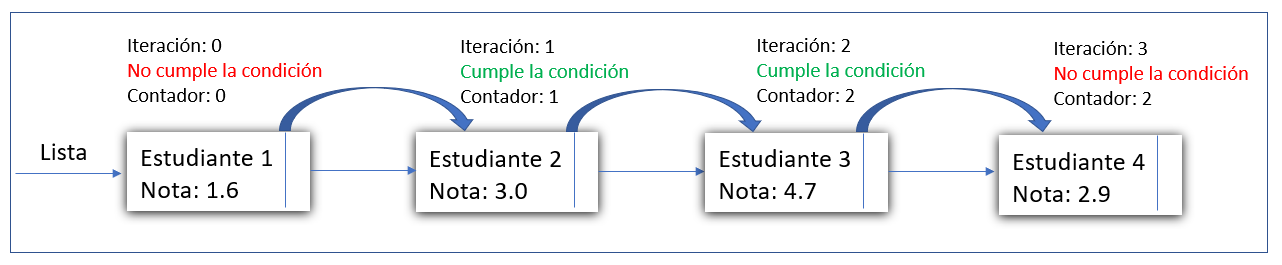 Iteración: 0
No cumple la condición
Contador: 0
Iteración: 1
Cumple la condición
Contador: 1
Iteración: 2
Cumple la condición
Contador: 2
Iteración: 3
No cumple la condición
Contador: 2
Lista
Estudiante 1
Nota: 1.6
Estudiante 2
Nota: 3.0
Estudiante 3
Nota: 4.7
Estudiante 4
Nota: 2.9